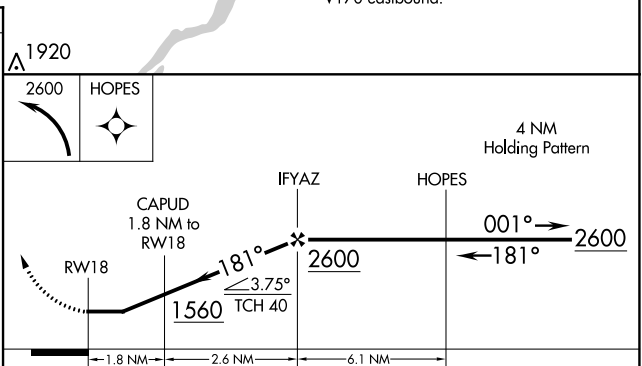 V170 eastbound.
1920
2600
HOPES
4 NM
Holding Pattern
IFYAZ
HOPES
CAPUD
1.8 NM to
RW18
001°
2600
181°
RW18
181°
2600
3.75°
TCH 40
1560
1.8 NM
2.6 NM
6.1 NM